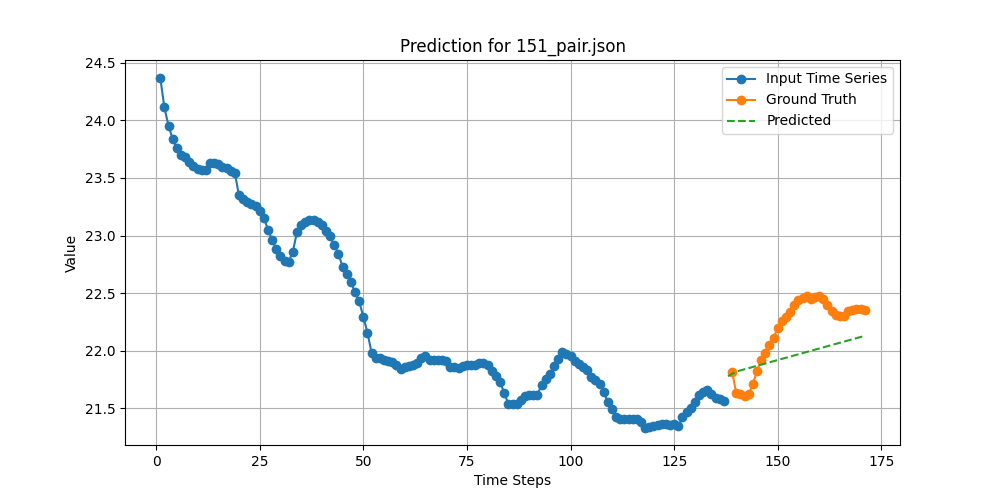 Prediction for 151_pair.json
Input Time Series
Ground Truth
Predicted
Value
24.5
24.0
23.5
23.0
22.5
22.0
21.5
0 25 50 75 100 125 150 175
Time Steps